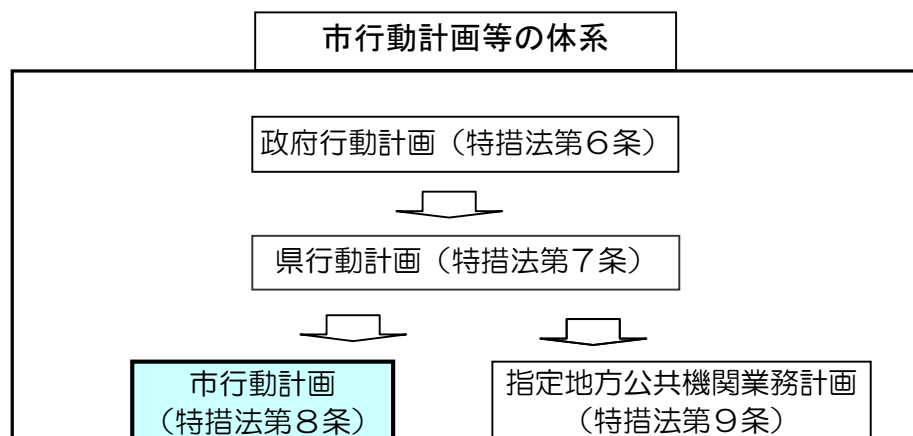 市行動計画等の体系
政府行動計画（特措法第６条）
県行動計画（特措法第７条）
市行動計画
（特措法第８条）
指定地方公共機関業務計画
（特措法第９条）